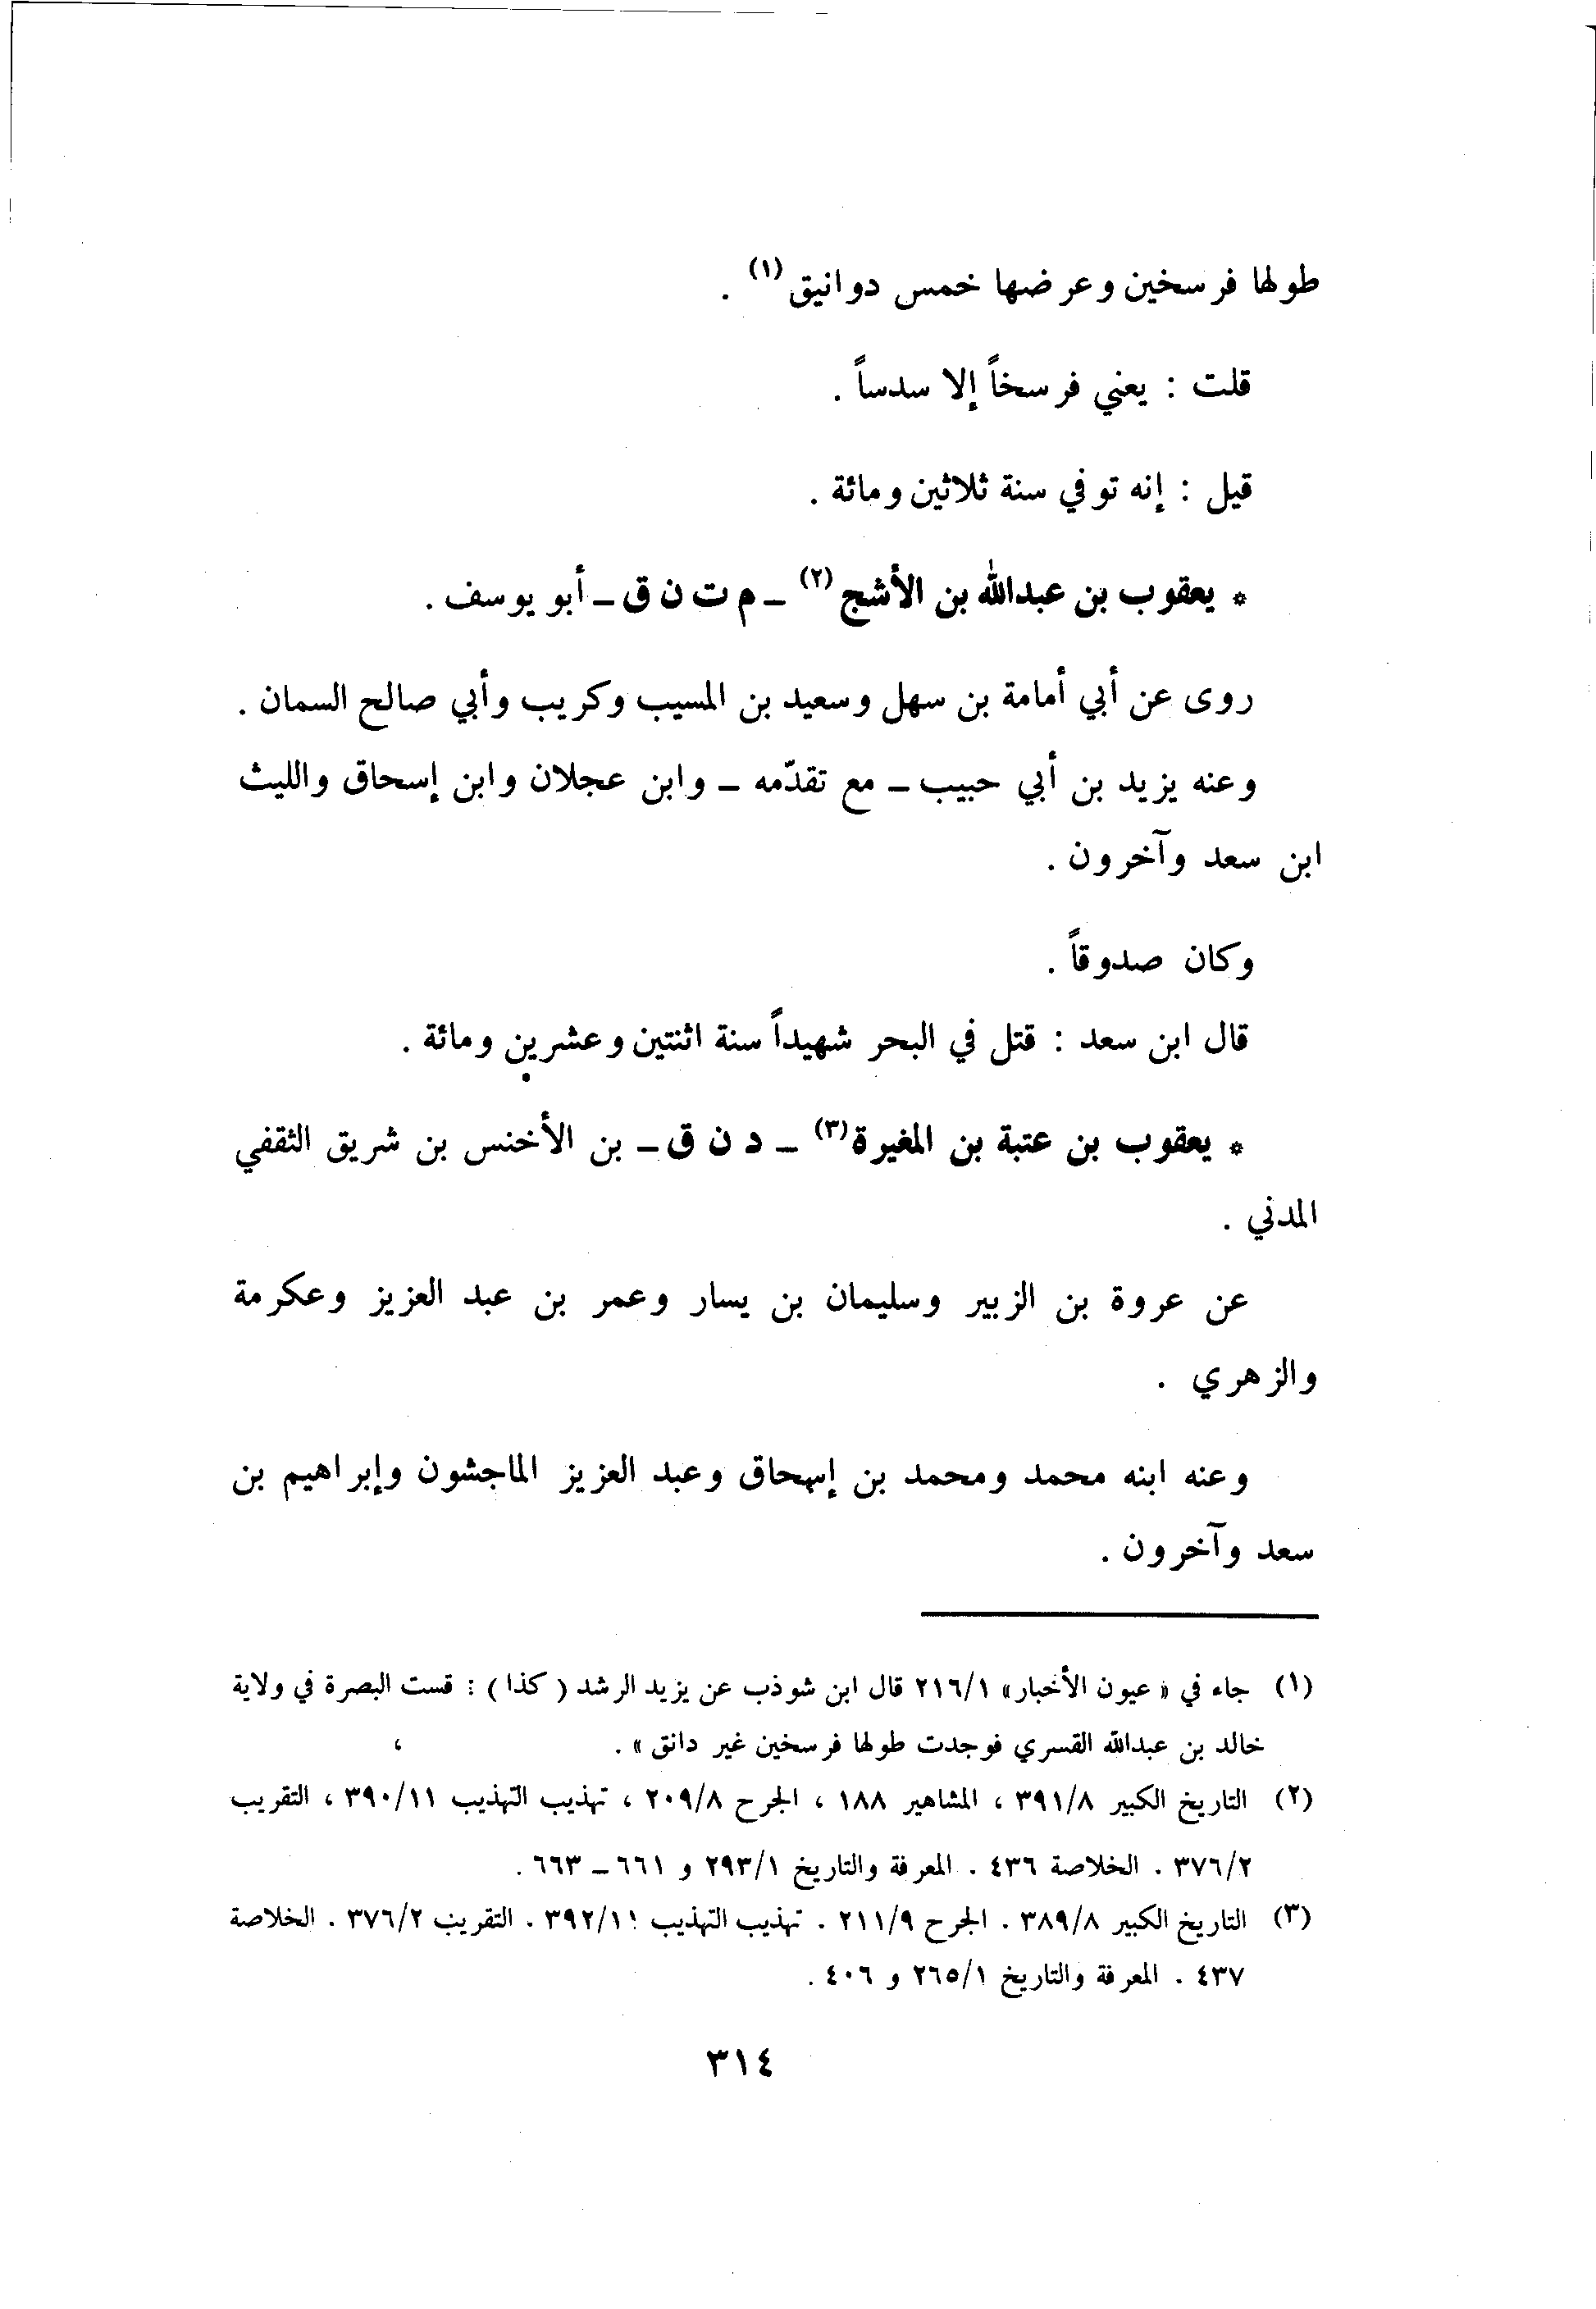 طولها فرسخين وعرضها خمس دوانيق (١) .
قلت : يعني فرسخاً إلا سدساً .
قيل : إنه توفي سنة ثلاثين ومائة .
* يعقوب بن عبدالله بن الأشج (٢) ـ م ت ن ق ـ أبو يوسف .
روى عن أبي أمامة بن سهل وسعيد بن المسيب وكريب وأبي صالح السمان .
وعنه يزيد بن أبي حبيب ـ مع تقدّمه ـ وابن عجلان وابن إسحاق والليث
ابن سعد وآخرون .
وكان صدوقاً .
قال ابن سعد : قتل في البحر شهيداً سنة اثنتين وعشرين ومائة .
* يعقوب بن عتبة بن المغيرة (٣) ـ د ن ق ـ بن الأخنس بن شريق الثقفي
المدني .
عن عروة بن الزبير وسليمان بن يسار وعمر بن عبد العزيز وعكرمة
والزهري .
وعنه ابنه محمد ومحمد بن إسحاق وعبد العزيز الماجشون وإبراهيم بن
سعد وآخرون .
(١) جاء في « عيون الأخبار» ٢١٦/١ قال ابن شوذب عن يزيد الرشد ( كذا ) : قست البصرة في ولاية
خالد بن عبدالله القسري فوجدت طولها فرسخين غير دانق » .
(٢) التاريخ الكبير ٣٩١/٨ ، المشاهير ١٨٨ ، الجرح ٢٠٩/٨ ، تهذيب التهذيب ٣٩٠/١١ ، التقريب
٣٧٦/٢ . الخلاصة ٤٣٦ . المعرفة والتاريخ ٢٩٣/١ و ٦٦١ ـ ٦٦٣ .
(٣) التاريخ الكبير ٣٨٩/٨ . الجرح ٢١١/٩ . تهذيب التهذيب ٣٩٢/١١ . التقريب ٣٧٦/٢ . الخلاصة
٤٣٧ . المعرفة والتاريخ ٢٦٥/١ و ٤٠٦ .
٣١٤